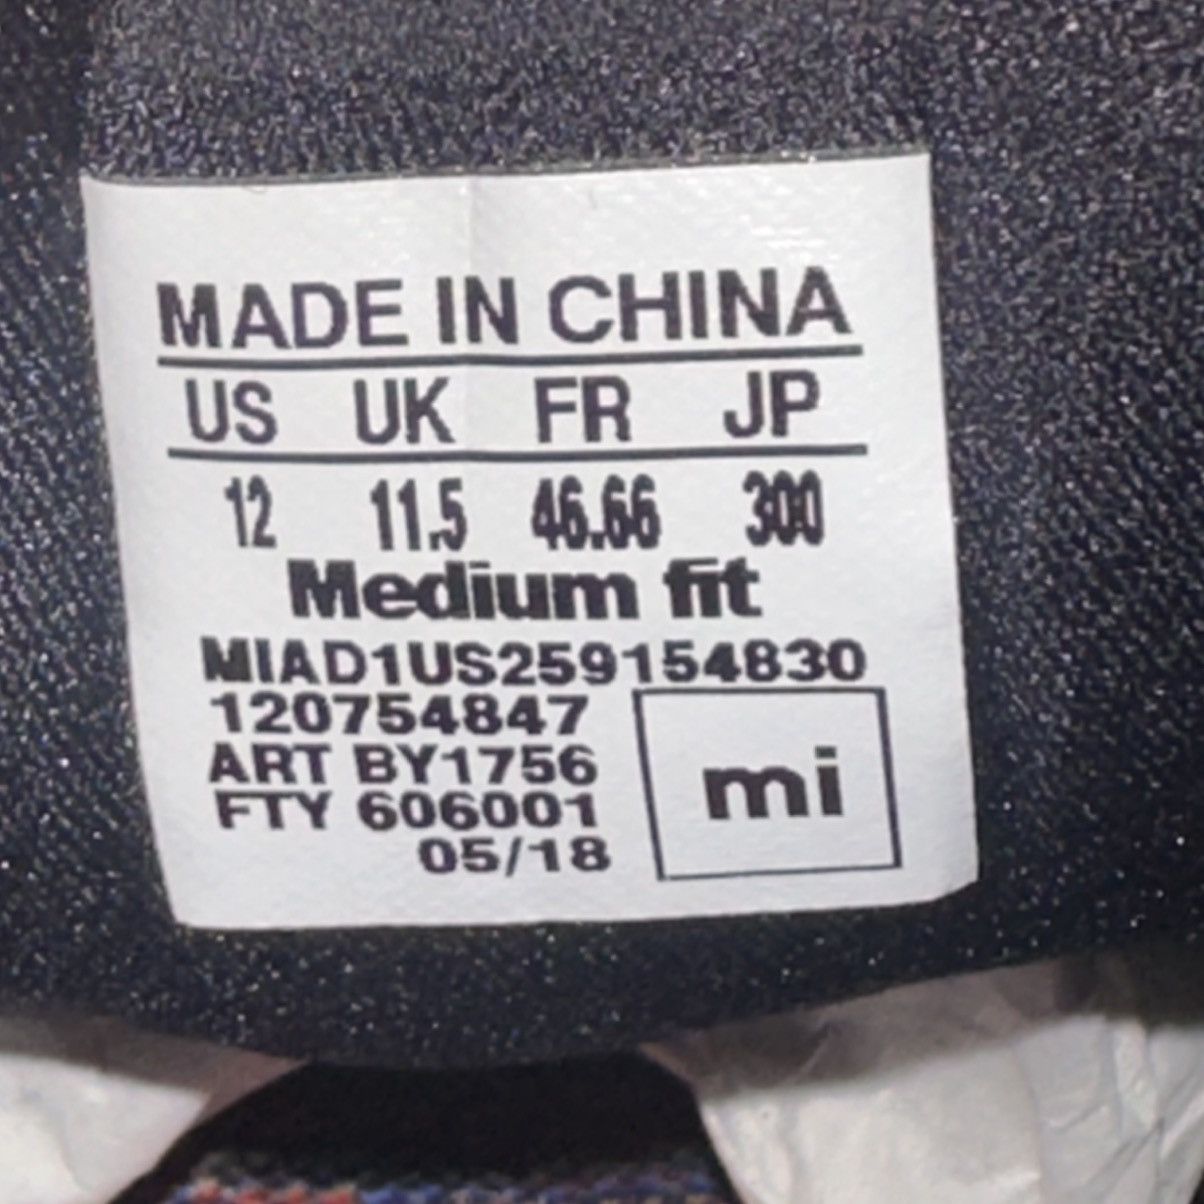 MADE IN CHINA
US UK FR JP
12 11.5 46.66 300
Medium fit
MIAD1US259154830
120754847
ART BY1756
FTY 606001
05/18
mi